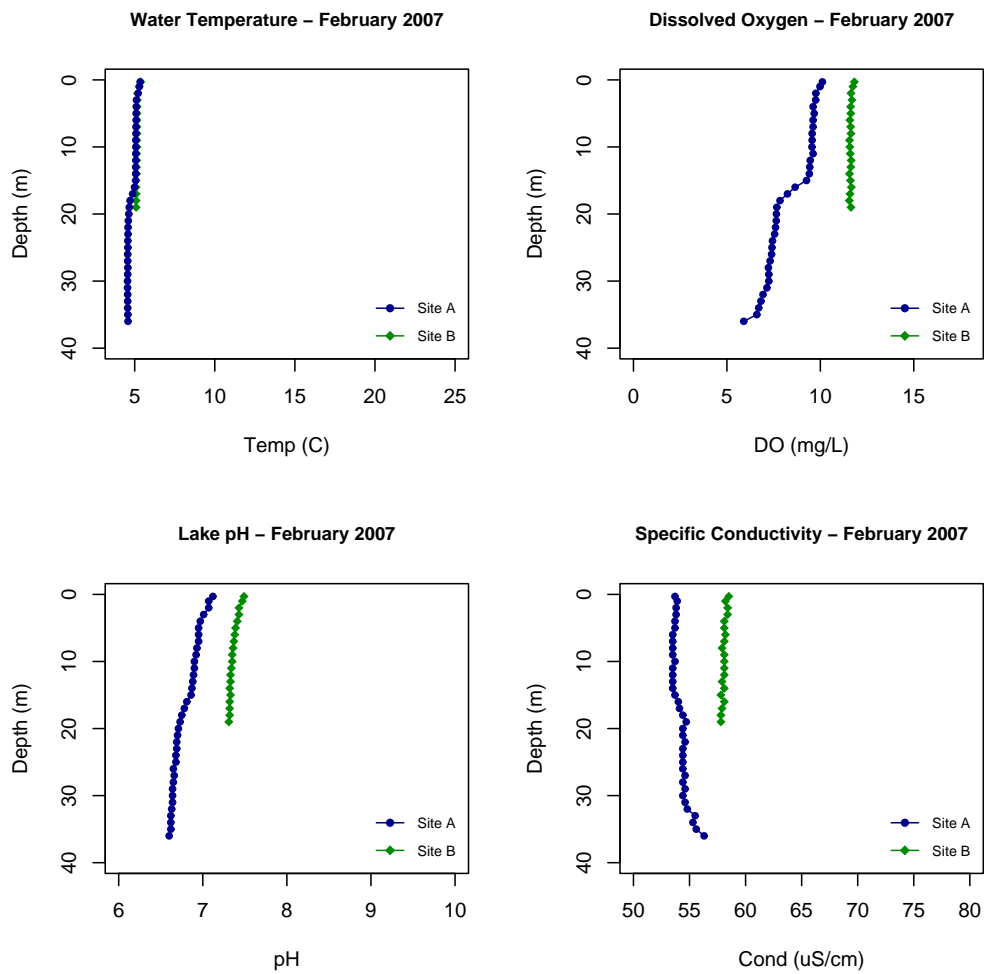 Water Temperature – February 2007
0
10
20
30
40
Depth (m)
5
10
15
20
25
Temp (C)
Site A
Site B
Dissolved Oxygen – February 2007
0
10
20
30
40
Depth (m)
0
5
10
15
DO (mg/L)
Site A
Site B
Lake pH – February 2007
0
10
20
30
40
Depth (m)
6
7
8
9
10
pH
Site A
Site B
Specific Conductivity – February 2007
0
10
20
30
40
Depth (m)
50
55
60
65
70
75
80
Cond (uS/cm)
Site A
Site B